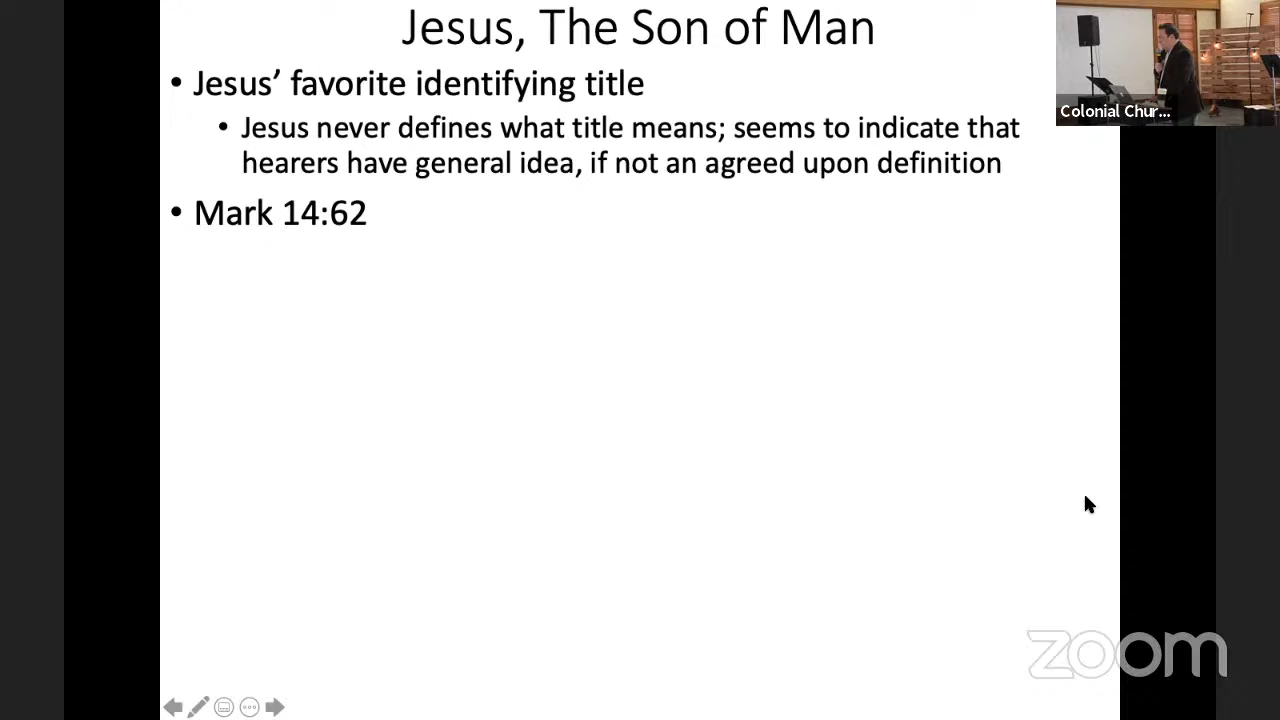 Jesus, The Son of Man
• Jesus’ favorite identifying title
• Jesus never defines what title means; seems to indicate that
hearers have general idea, if not an agreed upon definition
• Mark 14:62
Colonial Chur...
zoom